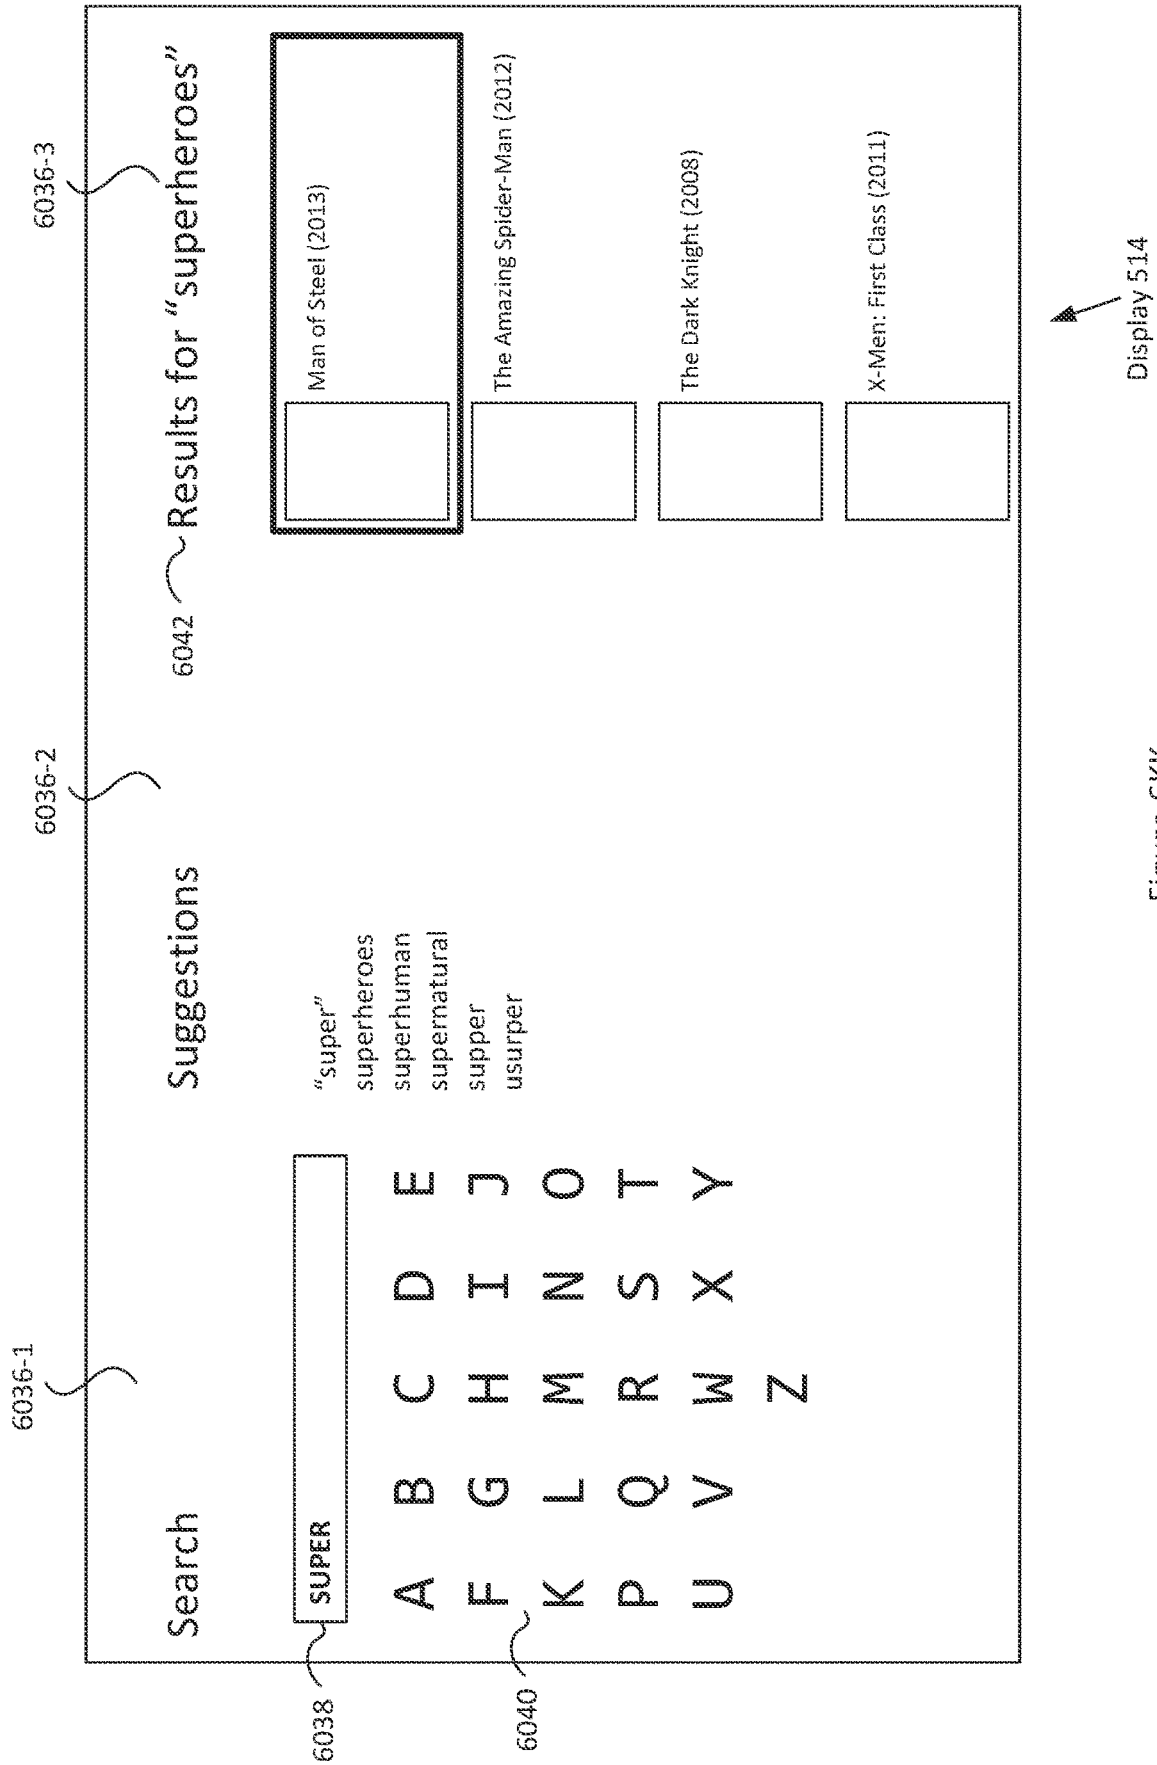 6036-1
6036-2
6036-3
Search
Suggestions
6042
Results for “superheroes”
6038
SUPER
A B C D E
F G H I J
K L M N O
P Q R S T
U V W X Y
Z
6040
“super”
superheroes
superhuman
supernatural
supper
usurper
Man of Steel (2013)
The Amazing Spider-Man (2012)
The Dark Knight (2008)
X-Men: First Class (2011)
Display 514